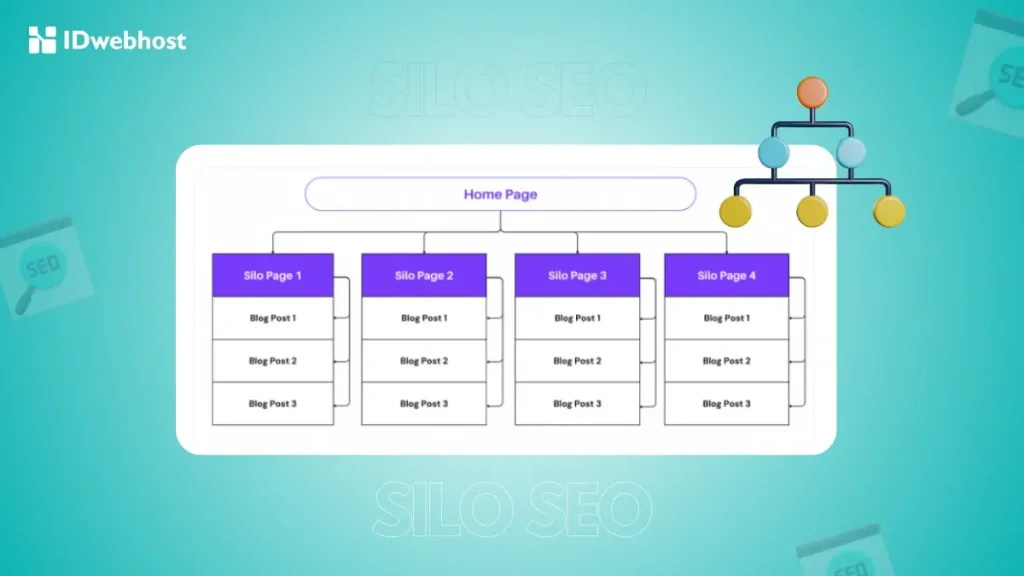 IDwebhost
SILO SEO
SEO
Home Page
SEO
Silo Page 1
Silo Page 2
Silo Page 3
Silo Page 4
Blog Post 1
Blog Post 1
Blog Post 1
Blog Post 1
Blog Post 2
Blog Post 2
Blog Post 2
Blog Post 2
Blog Post 3
Blog Post 3
Blog Post 3
Blog Post 3
SILO SEO
SEO